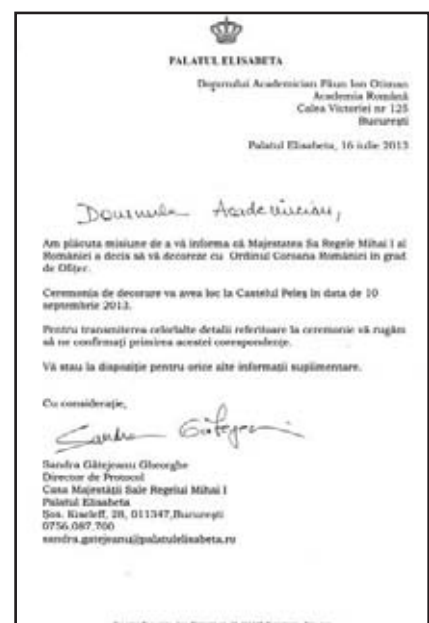 PALATUL ELISABETA
Domnului Academician Păun Ion Otiman
Academia Română
Calea Victoriei nr 125
București
Palatul Elisabeta, 16 iulie 2013
Domnule Academician,
Am plăcuta misiune de a vă informa că Majestatea Sa Regele Mihai I al
României a decis să vă decoreze cu Ordinul Coroana României în grad
de Ofițer.
Ceremonia de decorare va avea loc la Castelul Peleș în data de 10
septembrie 2013.
Pentru transmiterea celorlalte detalii referitoare la ceremonie vă rugăm
să ne confirmați primirea acestei corespondențe.
Vă stau la dispoziție pentru orice alte informații suplimentare.
Cu considerație,
Sandra Gătejeanu
Sandra Gătejeanu Gheorghe
Director de Protocol
Casa Majestății Sale Regelui Mihai I
Palatul Elisabeta
Șos. Kiseleff, 28, 011347,București
0756.087.700
sandra.gatejeanu@palatulelisabeta.ro